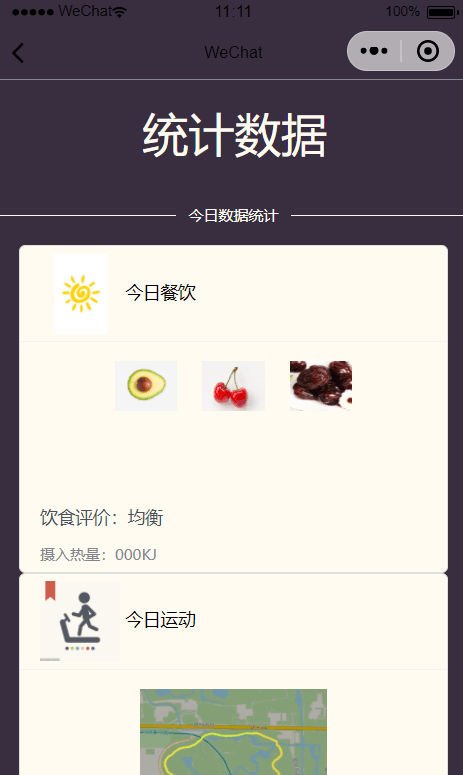 WeChat
11:11
100%
WeChat
统计数据
今日数据统计
今日餐饮
饮食评价：均衡
摄入热量：000KJ
今日运动